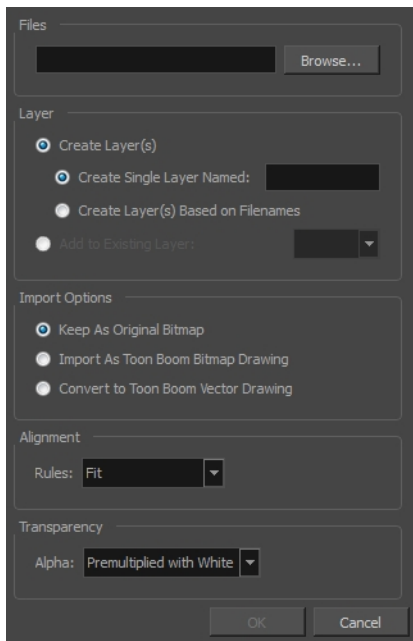 Files
Browse...
Layer
Create Layer(s)
Create Single Layer Named:
Create Layer(s) Based on Filenames
Add to Existing Layer:
Import Options
Keep As Original Bitmap
Import As Toon Boom Bitmap Drawing
Convert to Toon Boom Vector Drawing
Alignment
Rules: Fit
Transparency
Alpha: Premultiplied with White
OK Cancel